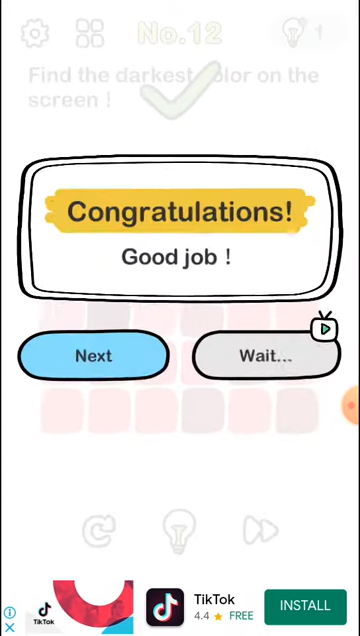 No.12
1
Find the darkest color on the
screen !
Congratulations!
Good job !
Next
Wait...
TikTok
TikTok
4.4 ★ FREE
INSTALL